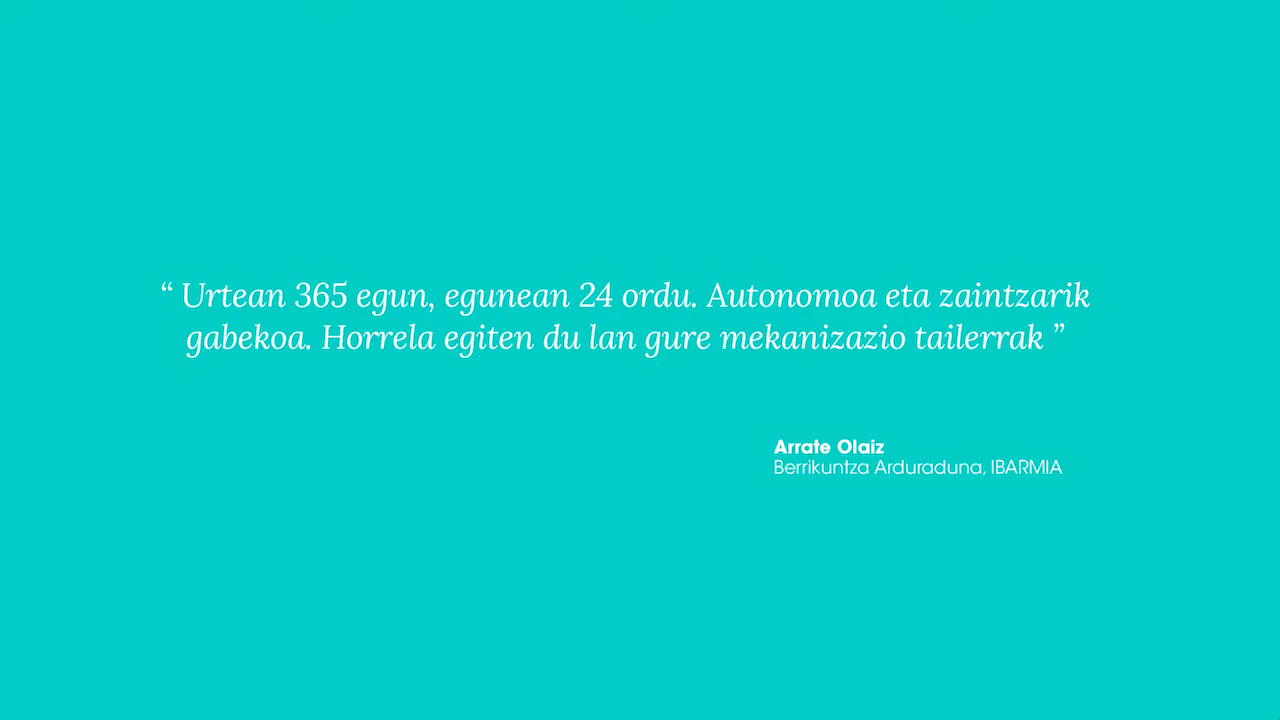 “ Urtean 365 egun, egunean 24 ordu. Autonomoa eta zaintzarik
gabekoa. Horrela egiten du lan gure mekanizazio tailerrak ”
Arrate Olaiz
Berrikuntza Arduraduna, IBARMIA